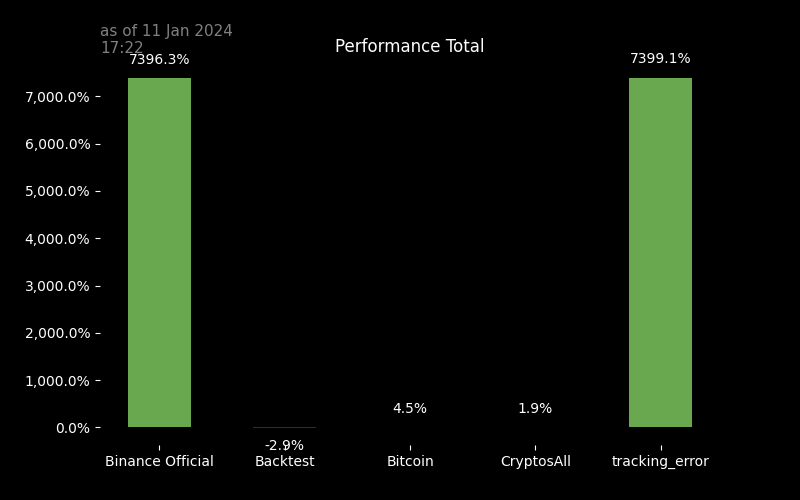 as of 11 Jan 2024
17:22
Performance Total
7396.3%
7399.1%
7,000.0%
6,000.0%
5,000.0%
4,000.0%
3,000.0%
2,000.0%
1,000.0%
4.5%
1.9%
0.0%
-2.9%
Binance Official
Backtest
Bitcoin
CryptosAll
tracking_error